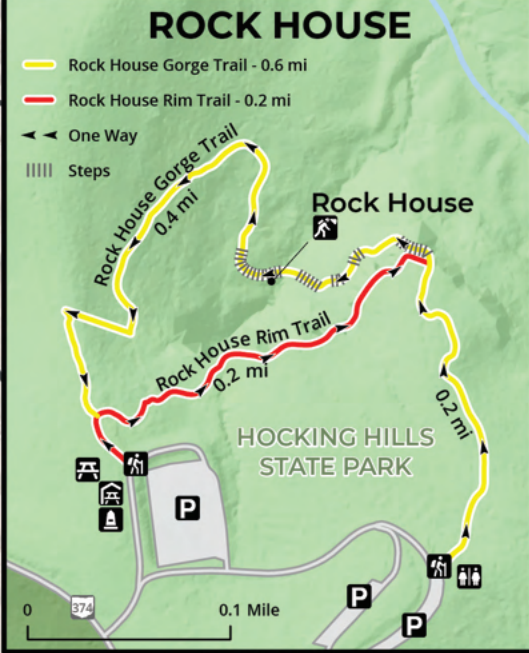 ROCK HOUSE
Rock House Gorge Trail - 0.6 mi
Rock House Rim Trail - 0.2 mi
One Way
Steps
Rock House Gorge Trail
0.4 mi
Rock House
Rock House Rim Trail
0.2 mi
0.2 mi
HOCKING HILLS
STATE PARK
P
P
P
374
0
0.1 Mile